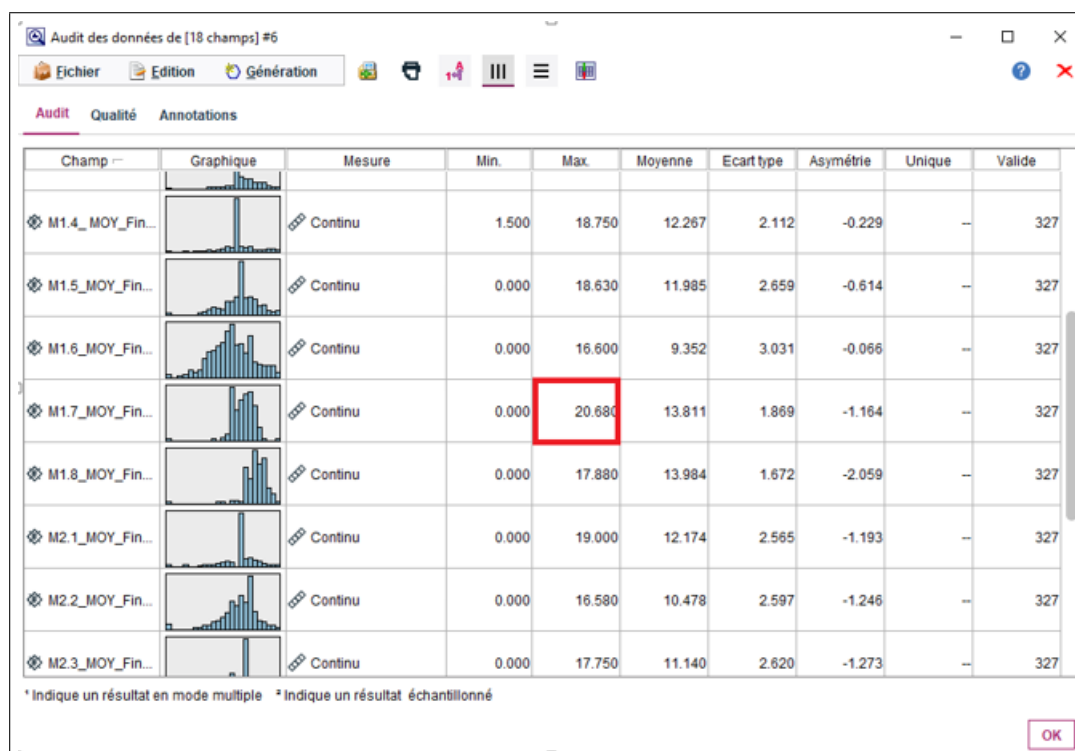 Audit des données de [18 champs] #6
Fichier Edition Génération
Audit Qualité Annotations
Champ Graphique Mesure Min. Max. Moyenne Ecart type Asymétrie Unique Valide
M1.4_ MOY_Fin... Continu 1.500 18.750 12.267 2.112 -0.229 -- 327
M1.5_MOY_Fin... Continu 0.000 18.630 11.985 2.659 -0.614 -- 327
M1.6_MOY_Fin... Continu 0.000 16.600 9.352 3.031 -0.066 -- 327
M1.7_MOY_Fin... Continu 0.000 20.680 13.811 1.869 -1.164 -- 327
M1.8_MOY_Fin... Continu 0.000 17.880 13.984 1.672 -2.059 -- 327
M2.1_MOY_Fin... Continu 0.000 19.000 12.174 2.565 -1.193 -- 327
M2.2_MOY_Fin... Continu 0.000 16.580 10.478 2.597 -1.246 -- 327
M2.3_MOY_Fin... Continu 0.000 17.750 11.140 2.620 -1.273 -- 327
¹ Indique un résultat en mode multiple ² Indique un résultat échantillonné
OK